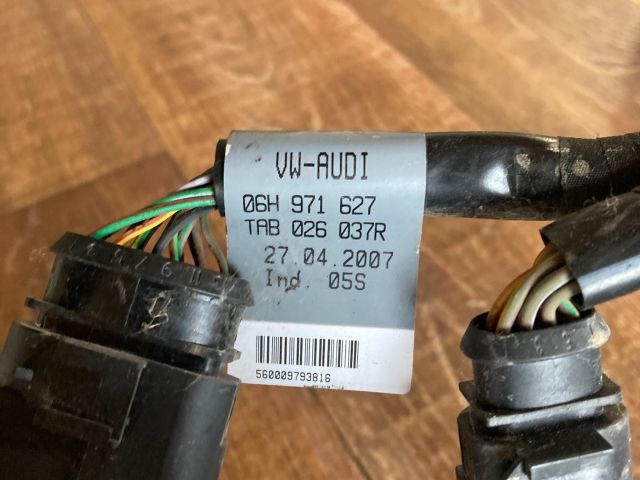 VW-AUDI
06H 971 627
TAB 026 037R
27.04.2007
Ind. 05S
560009793816